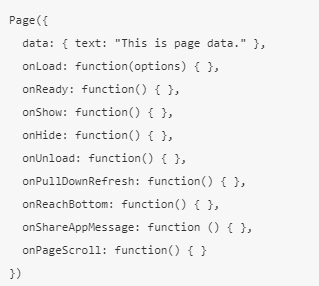 Page({
  data: { text: "This is page data." },
  onLoad: function(options) { },
  onReady: function() { },
  onShow: function() { },
  onHide: function() { },
  onUnload: function() { },
  onPullDownRefresh: function() { },
  onReachBottom: function() { },
  onShareAppMessage: function () { },
  onPageScroll: function() { }
})